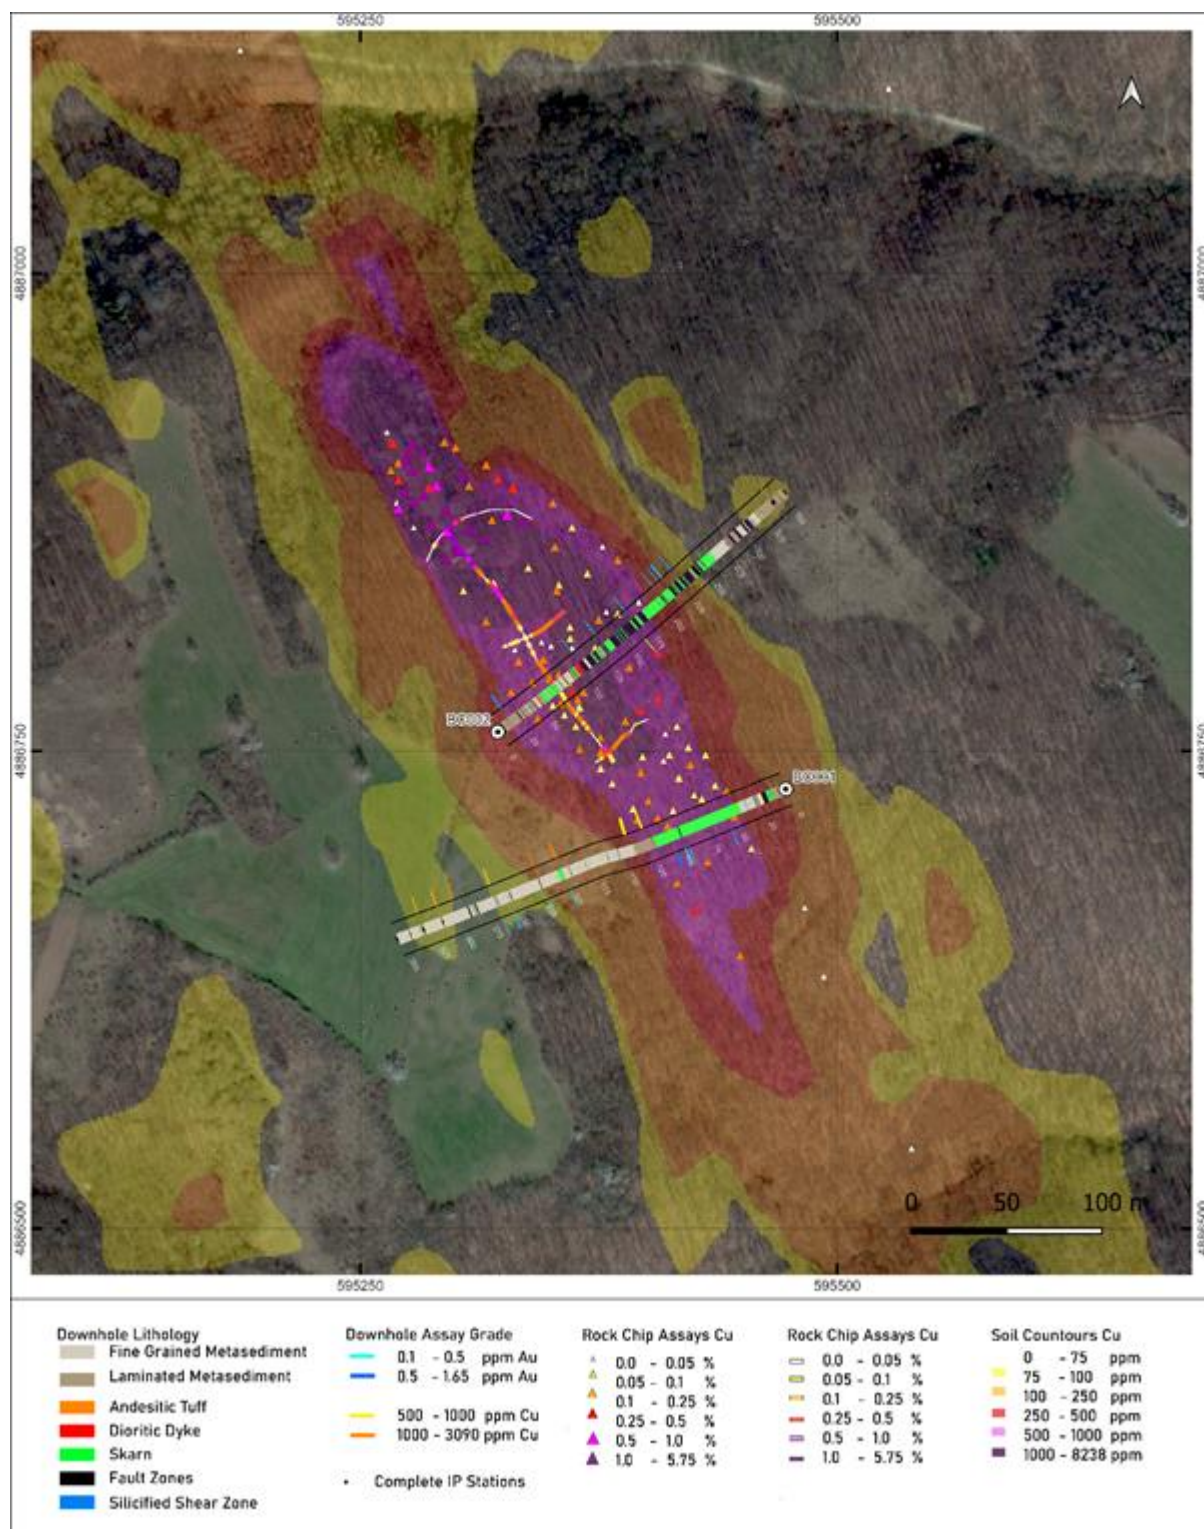 595250 595500
4887000 4887000
4886750 4886750
4886500 4886500
0 50 100 m
595250 595500
Downhole Lithology
Fine Grained Metasediment
Laminated Metasediment
Andesitic Tuff
Dioritic Dyke
Skarn
Fault Zones
Silicified Shear Zone
Downhole Assay Grade
0.1 - 0.5 ppm Au
0.5 - 1.65 ppm Au
500 - 1000 ppm Cu
1000 - 3090 ppm Cu
Complete IP Stations
Rock Chip Assays Cu
0.0 - 0.05 %
0.05 - 0.1 %
0.1 - 0.25 %
0.25 - 0.5 %
0.5 - 1.0 %
1.0 - 5.75 %
Rock Chip Assays Cu
0.0 - 0.05 %
0.05 - 0.1 %
0.1 - 0.25 %
0.25 - 0.5 %
0.5 - 1.0 %
1.0 - 5.75 %
Soil Countours Cu
0 - 75 ppm
75 - 100 ppm
100 - 250 ppm
250 - 500 ppm
500 - 1000 ppm
1000 - 8238 ppm